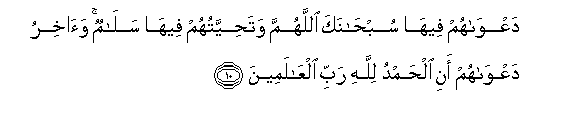 دَعْوَىٰهُمْ فِيهَا سُبْحَـٰنَكَ ٱللَّهُمَّ وَتَحِيَّتُهُمْ فِيهَا سَلَـٰمٌ ۚ وَءَاخِرُ
دَعْوَىٰهُمْ أَنِ ٱلْحَمْدُ لِلَّهِ رَبِّ ٱلْعَـٰلَمِينَ ۝١٠